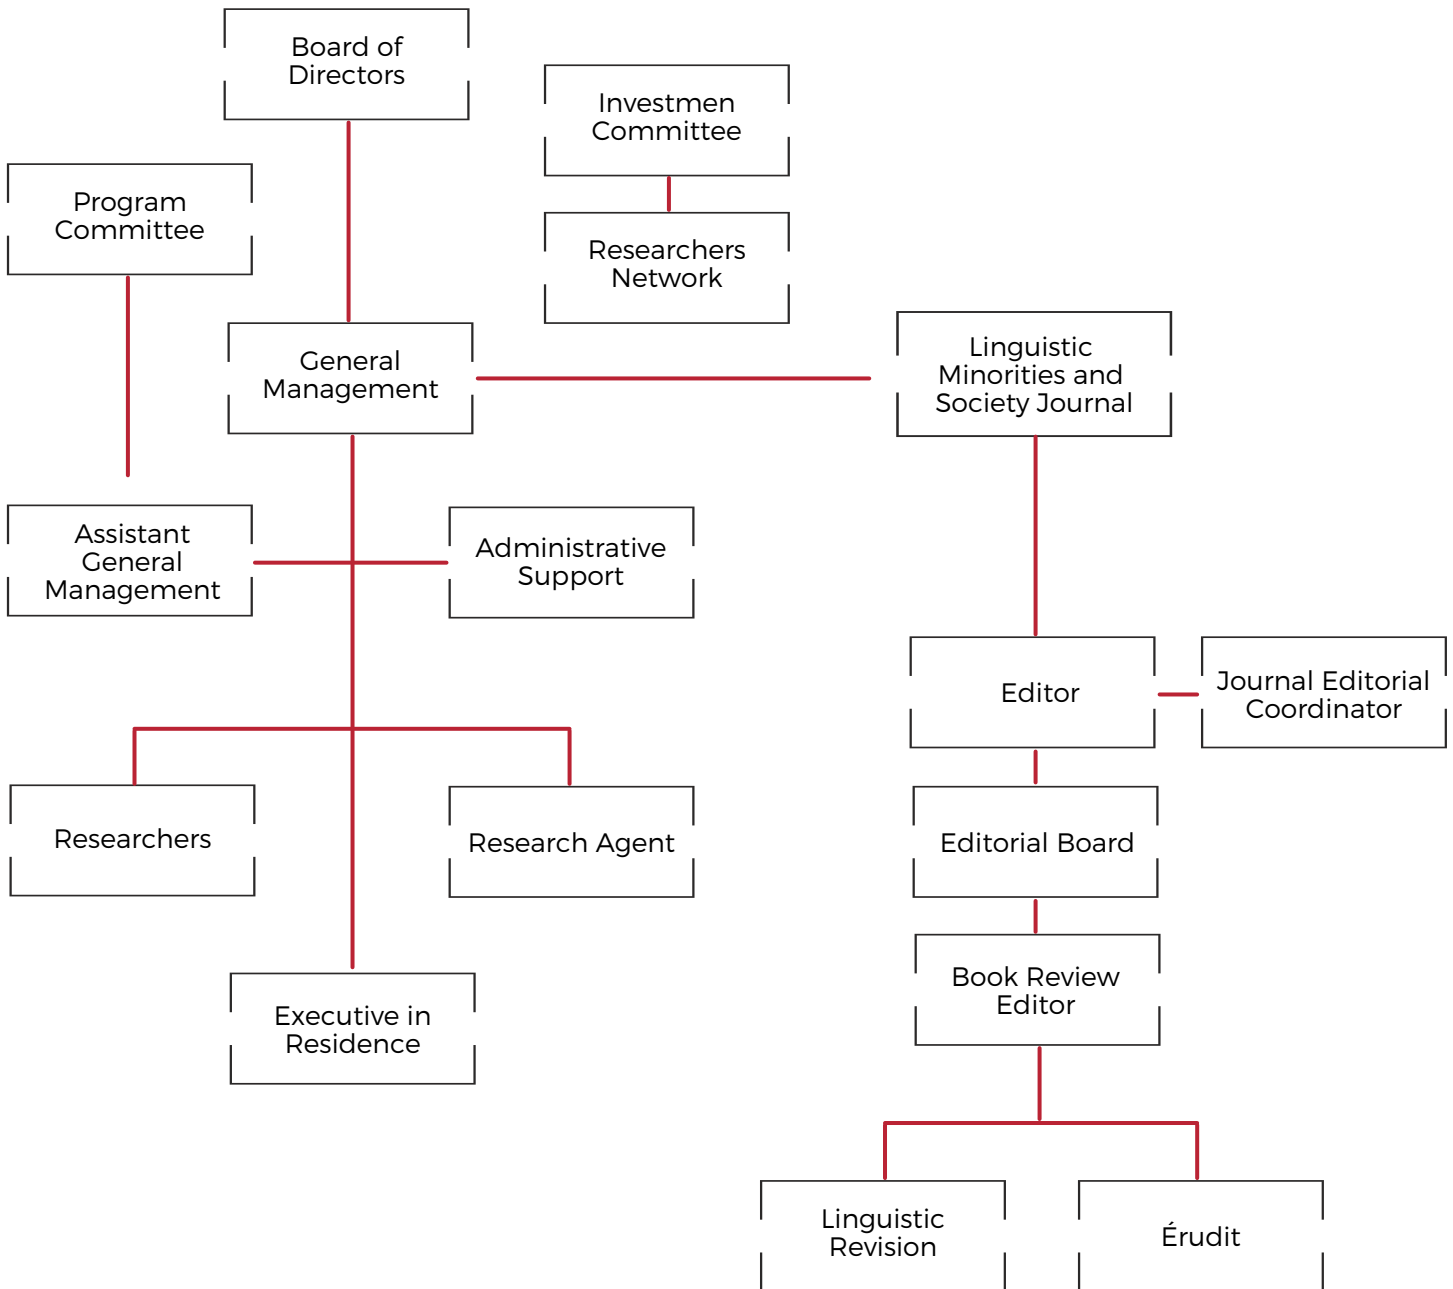 Board of
Directors
Investmen
Committee
Program
Committee
Researchers
Network
General
Management
Linguistic
Minorities and
Society Journal
Assistant
General
Management
Administrative
Support
Editor
Journal Editorial
Coordinator
Researchers
Research Agent
Editorial Board
Executive in
Residence
Book Review
Editor
Linguistic
Revision
Érudit